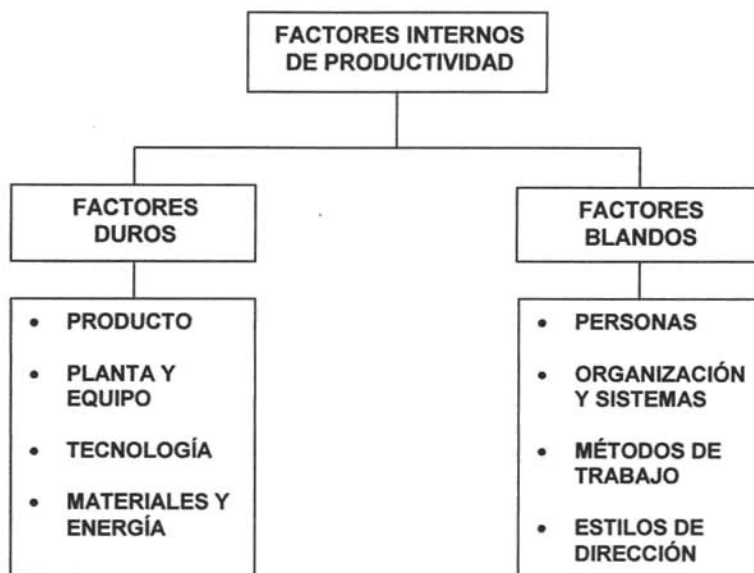 FACTORES INTERNOS
DE PRODUCTIVIDAD
FACTORES
DUROS
FACTORES
BLANDOS
• PRODUCTO
• PLANTA Y
EQUIPO
• TECNOLOGÍA
• MATERIALES Y
ENERGÍA
• PERSONAS
• ORGANIZACIÓN
Y SISTEMAS
• MÉTODOS DE
TRABAJO
• ESTILOS DE
DIRECCIÓN